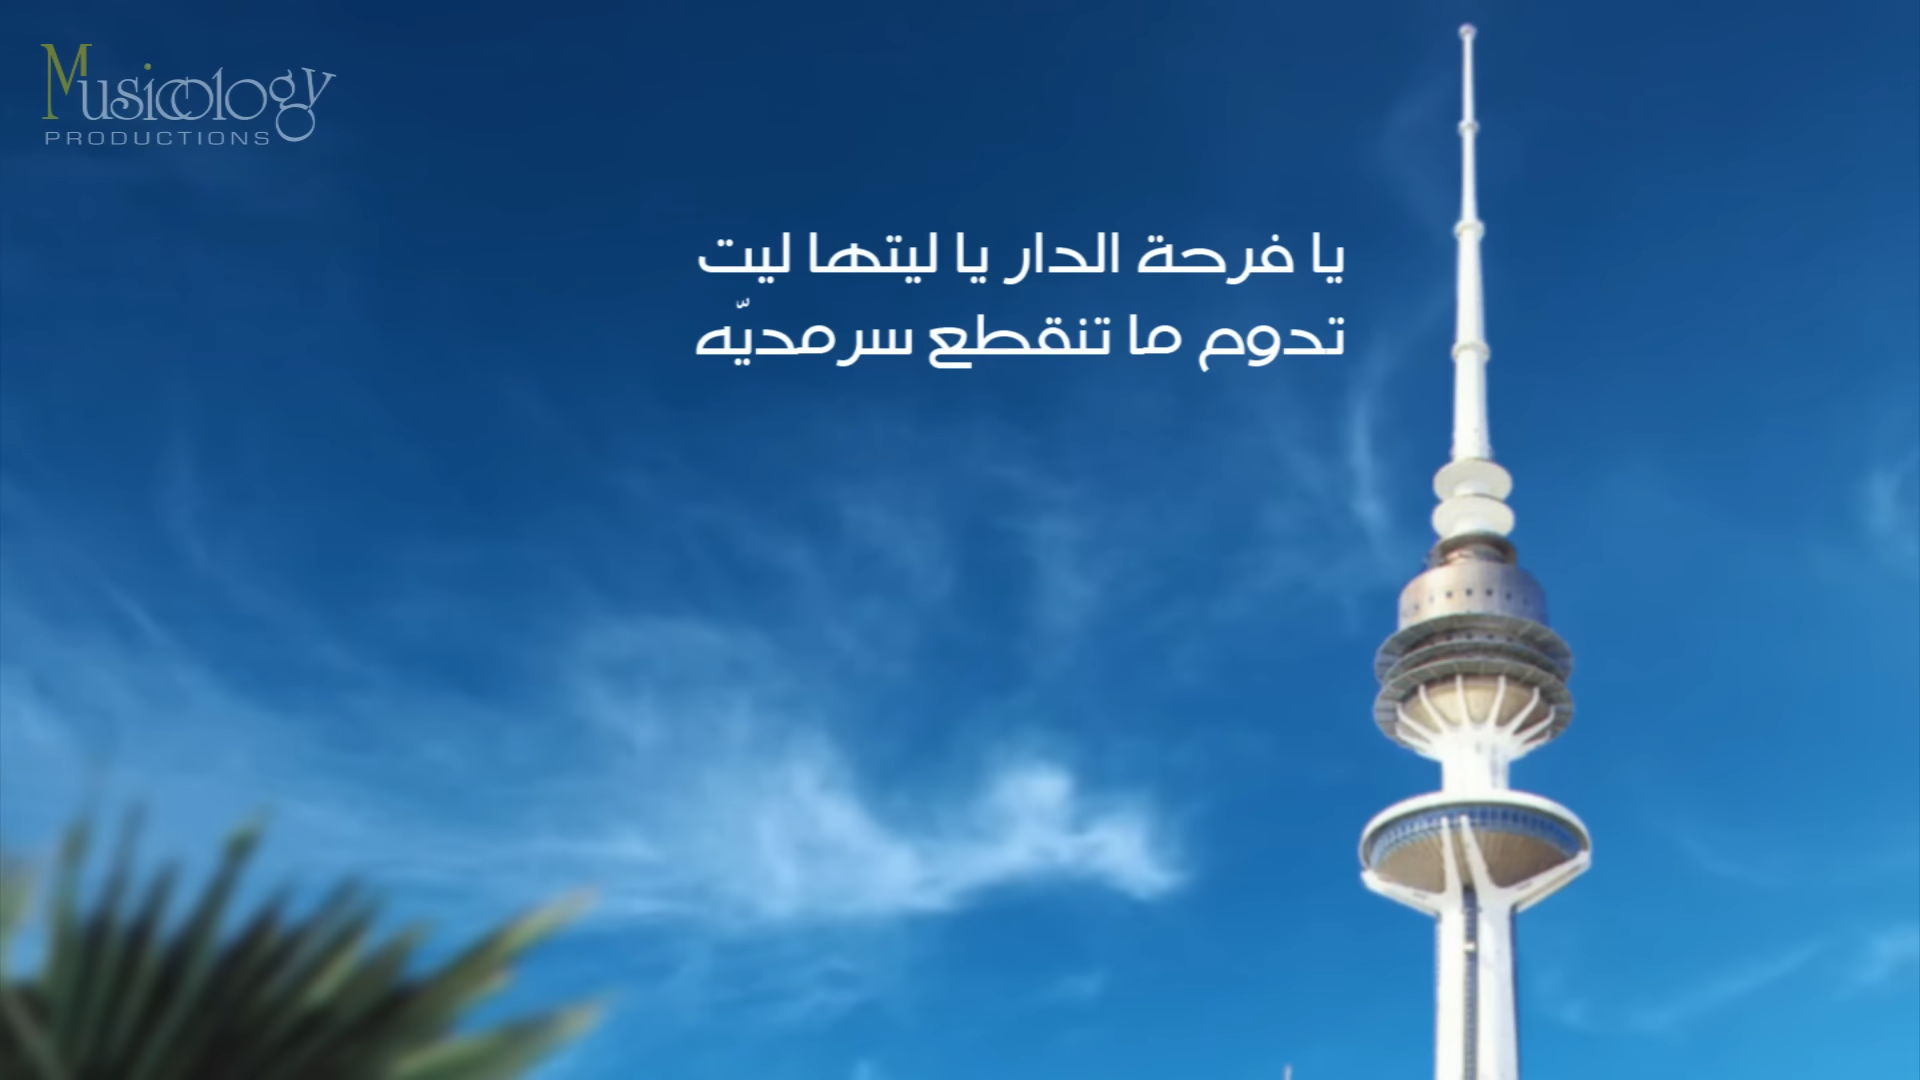 Musicology
PRODUCTIONS
يا فرحة الدار يا ليتها ليت
تدوم ما تنقطع سرمديّه